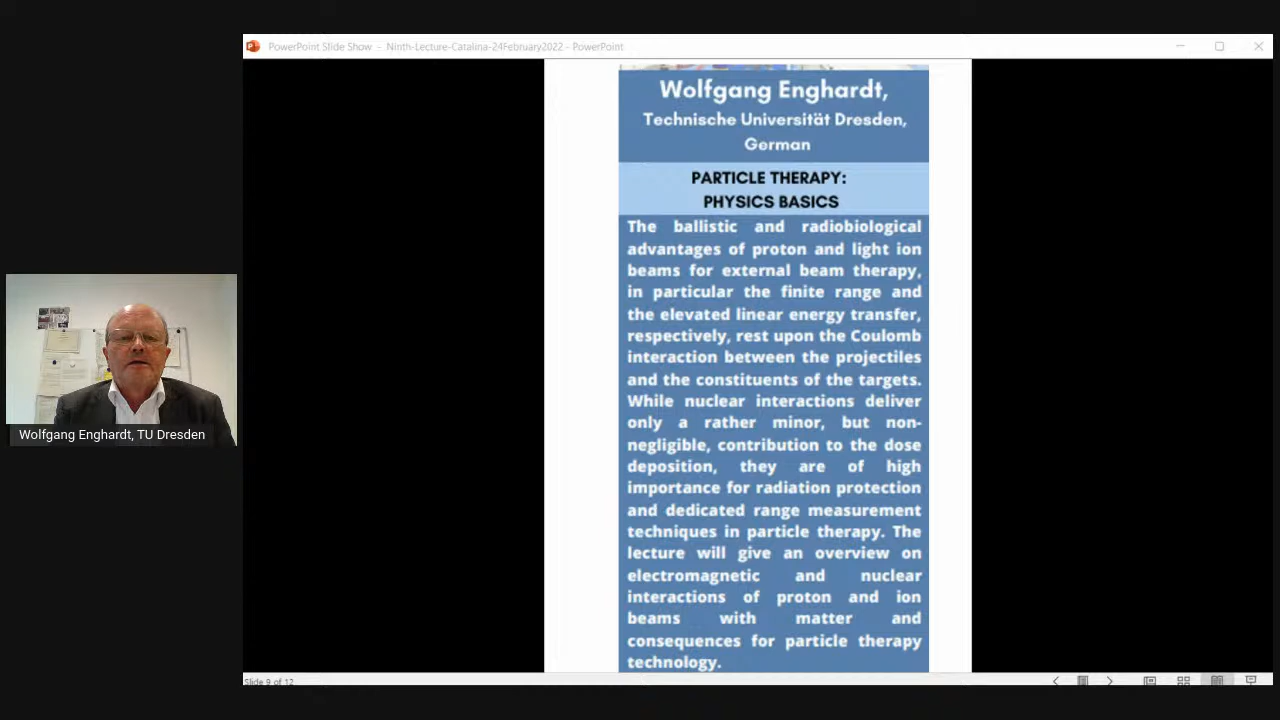 PowerPoint Slide Show - Ninth-Lecture-Catalina-24February2022 - PowerPoint
Wolfgang Enghardt,
Technische Universität Dresden,
German
PARTICLE THERAPY:
PHYSICS BASICS
The ballistic and radiobiological
advantages of proton and light ion
beams for external beam therapy,
in particular the finite range and
the elevated linear energy transfer,
respectively, rest upon the Coulomb
interaction between the projectiles
and the constituents of the targets.
While nuclear interactions deliver
only a rather minor, but non-
negligible, contribution to the dose
deposition, they are of high
importance for radiation protection
and dedicated range measurement
techniques in particle therapy. The
lecture will give an overview on
electromagnetic and nuclear
interactions of proton and ion
beams with matter and
consequences for particle therapy
technology.
Wolfgang Enghardt, TU Dresden
Slide 9 of 12